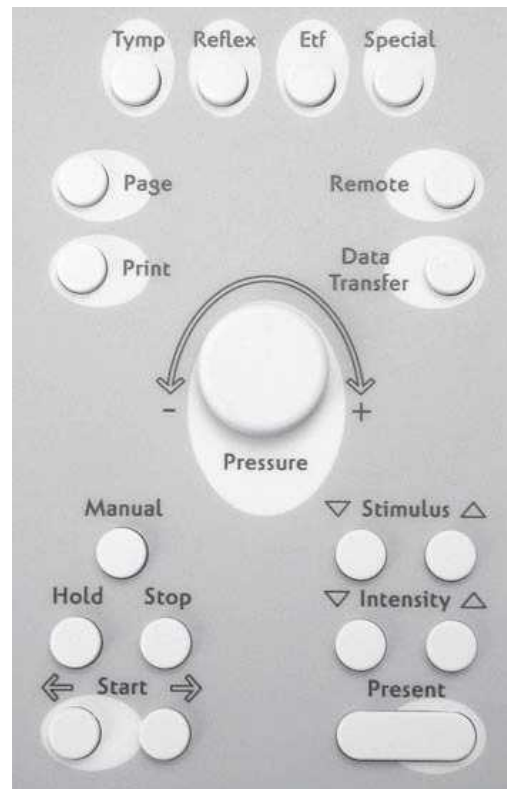 Tymp Reflex Etf Special
Page Remote
Print Data
Transfer
- +
Pressure
Manual ▽ Stimulus △
Hold Stop ▽ Intensity △
← Start → Present